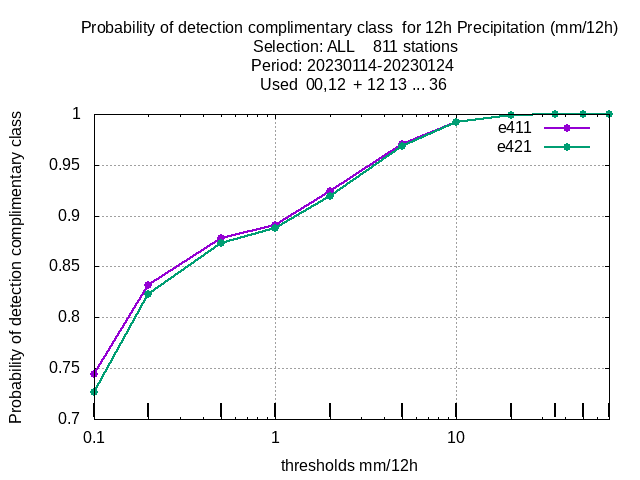 Probability of detection complimentary class  for 12h Precipitation (mm/12h)
Selection: ALL    811 stations
Period: 20230114-20230124
Used  00,12  + 12 13 ... 36
Probability of detection complimentary class
1
0.95
0.9
0.85
0.8
0.75
0.7
e411
e421
0.1
1
10
thresholds mm/12h